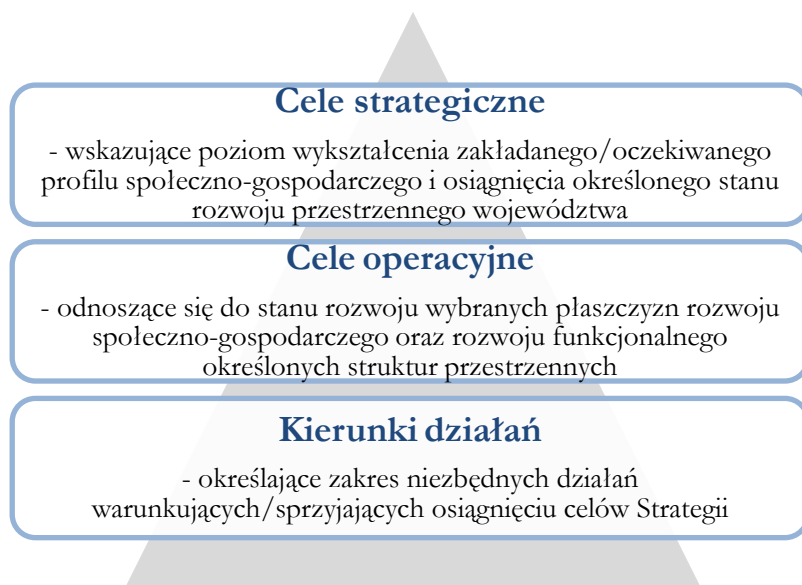 Cele strategiczne
- wskazujące poziom wykształcenia zakładanego/oczekiwanego
profilu społeczno-gospodarczego i osiągnięcia określonego stanu
rozwoju przestrzennego województwa
Cele operacyjne
- odnoszące się do stanu rozwoju wybranych płaszczyzn rozwoju
społeczno-gospodarczego oraz rozwoju funkcjonalnego
określonych struktur przestrzennych
Kierunki działań
- określające zakres niezbędnych działań
warunkujących/sprzyjających osiągnięciu celów Strategii